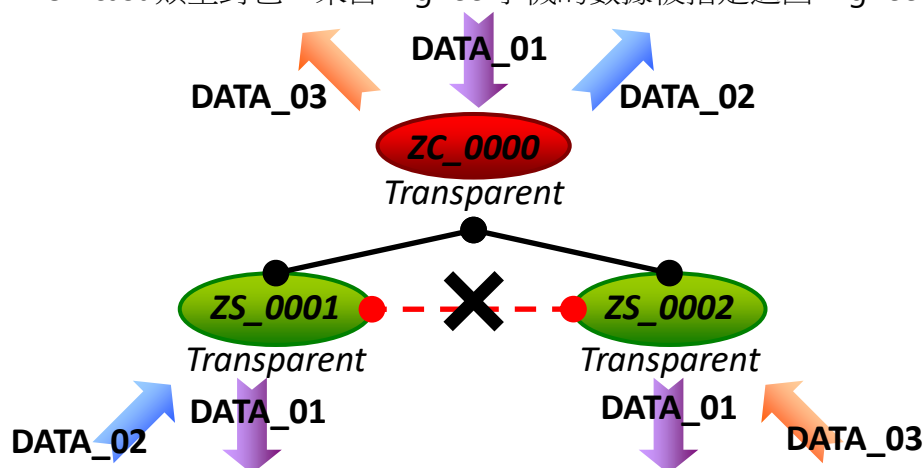 DATA_01
DATA_03
DATA_02
ZC_0000
Transparent
ZS_0001
ZS_0002
Transparent
Transparent
DATA_01
DATA_01
DATA_02
DATA_03